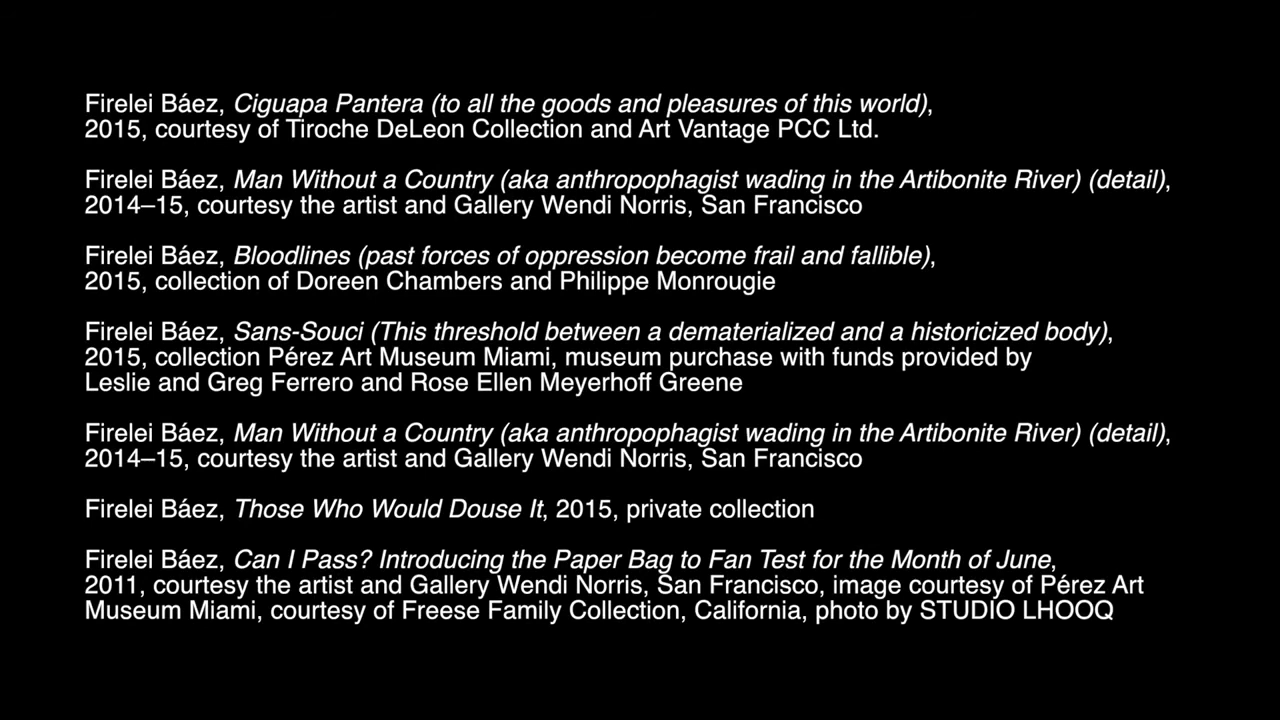 Firelei Báez, Ciguapa Pantera (to all the goods and pleasures of this world),
2015, courtesy of Tiroche DeLeon Collection and Art Vantage PCC Ltd.
Firelei Báez, Man Without a Country (aka anthropophagist wading in the Artibonite River) (detail),
2014–15, courtesy the artist and Gallery Wendi Norris, San Francisco
Firelei Báez, Bloodlines (past forces of oppression become frail and fallible),
2015, collection of Doreen Chambers and Philippe Monrougie
Firelei Báez, Sans-Souci (This threshold between a dematerialized and a historicized body),
2015, collection Pérez Art Museum Miami, museum purchase with funds provided by
Leslie and Greg Ferrero and Rose Ellen Meyerhoff Greene
Firelei Báez, Man Without a Country (aka anthropophagist wading in the Artibonite River) (detail),
2014–15, courtesy the artist and Gallery Wendi Norris, San Francisco
Firelei Báez, Those Who Would Douse It, 2015, private collection
Firelei Báez, Can I Pass? Introducing the Paper Bag to Fan Test for the Month of June,
2011, courtesy the artist and Gallery Wendi Norris, San Francisco, image courtesy of Pérez Art
Museum Miami, courtesy of Freese Family Collection, California, photo by STUDIO LHOOQ